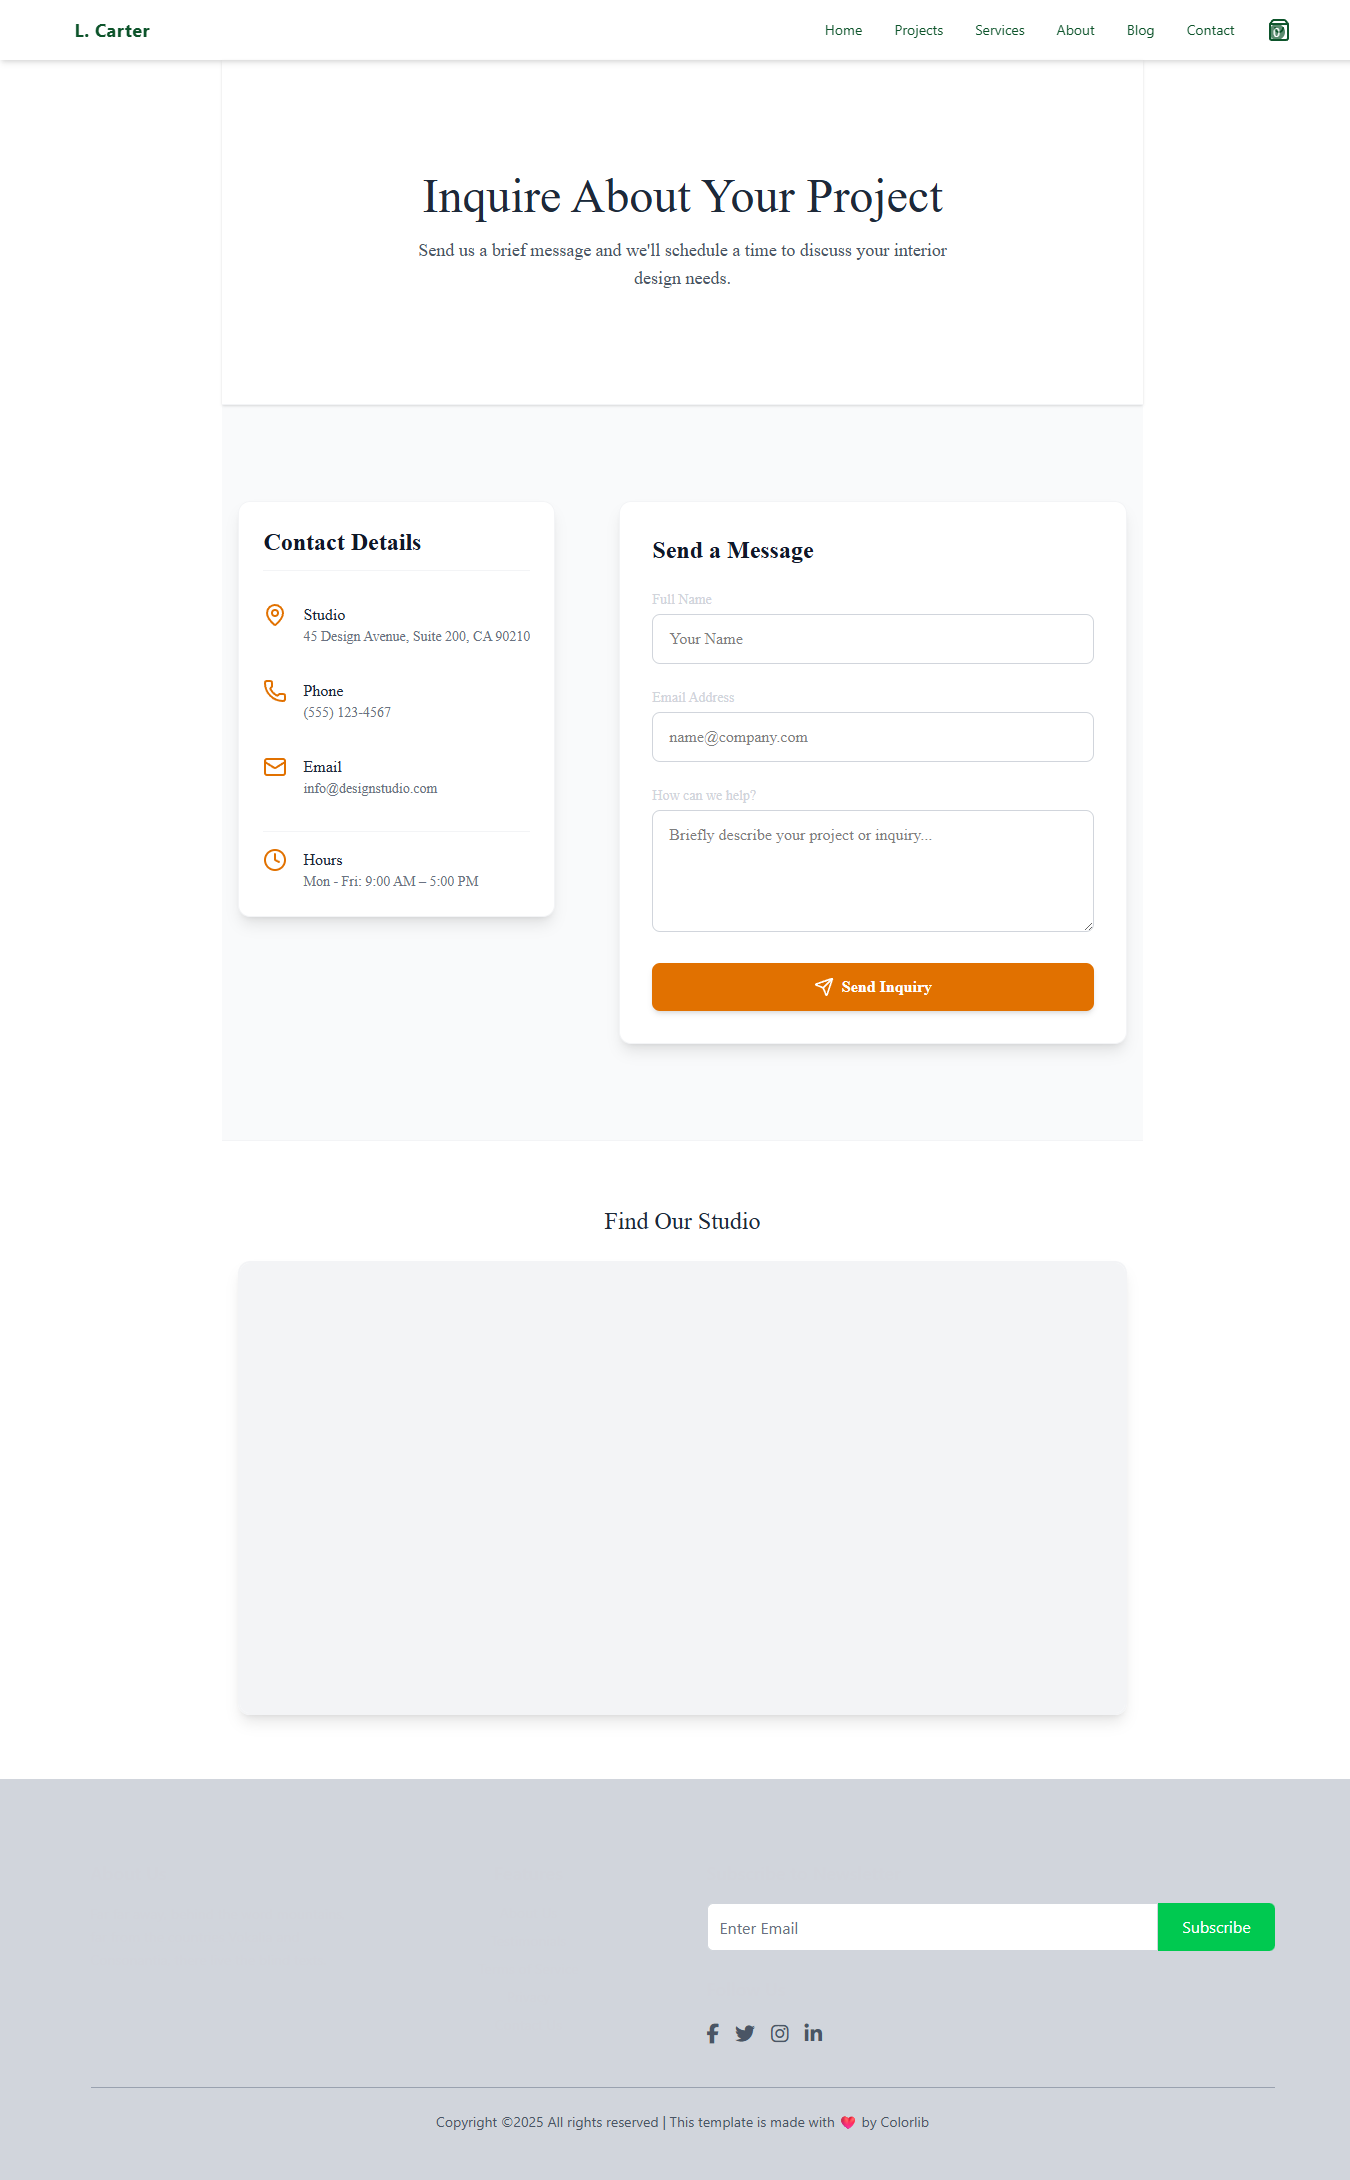 L. Carter
Home Projects Services About Blog Contact 0
Inquire About Your Project
Send us a brief message and we'll schedule a time to discuss your interior
design needs.
Contact Details
Studio
45 Design Avenue, Suite 200, CA 90210
Phone
(555) 123-4567
Email
info@designstudio.com
Hours
Mon - Fri: 9:00 AM – 5:00 PM
Send a Message
Full Name
Your Name
Email Address
name@company.com
How can we help?
Briefly describe your project or inquiry...
Send Inquiry
Find Our Studio
Enter Email
Subscribe
Copyright ©2025 All rights reserved | This template is made with ❤ by Colorlib